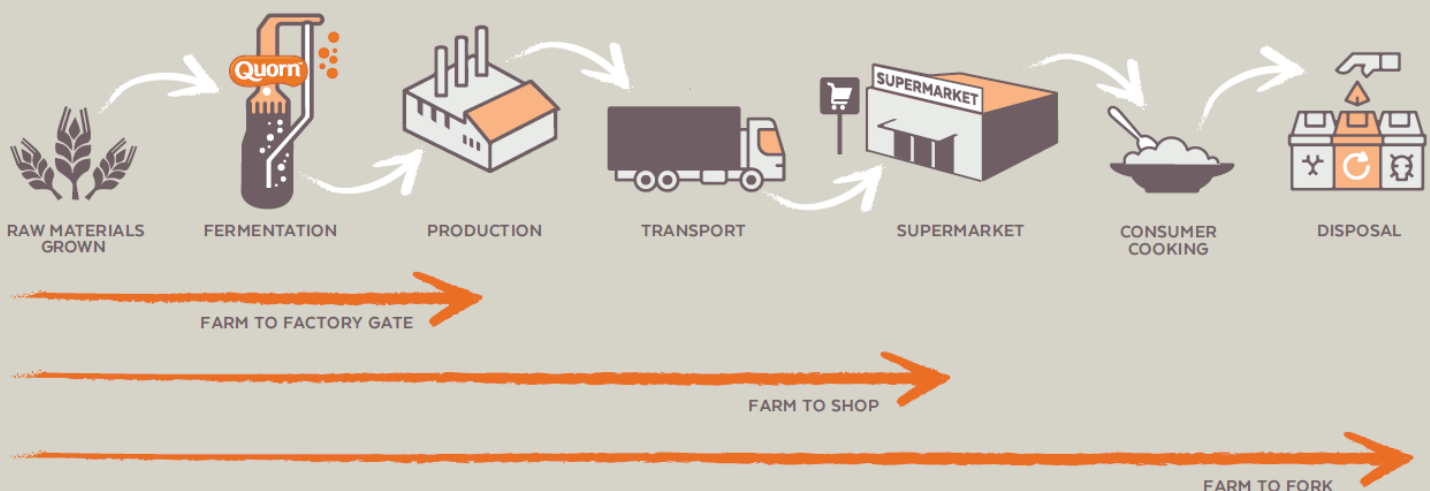 Quorn™
SUPERMARKET
RAW MATERIALS
GROWN
FERMENTATION
PRODUCTION
TRANSPORT
SUPERMARKET
CONSUMER
COOKING
DISPOSAL
FARM TO FACTORY GATE
FARM TO SHOP
FARM TO FORK